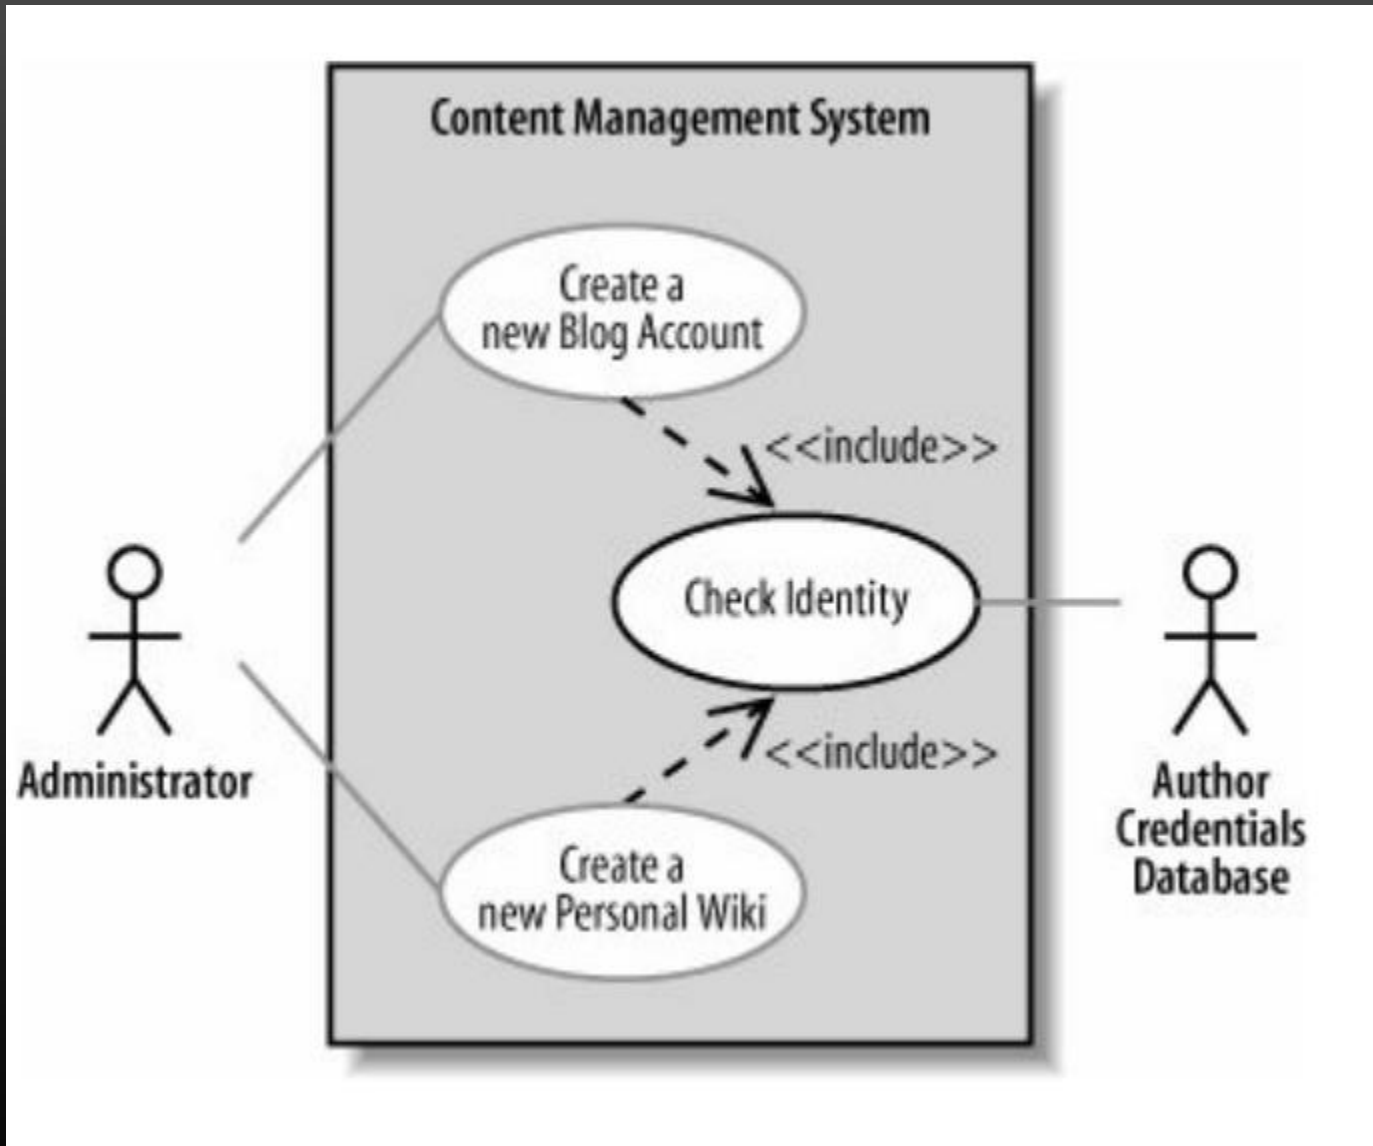 Content Management System
Create a
new Blog Account
<<include>>
Check Identity
<<include>>
Administrator
Author
Credentials
Database
Create a
new Personal Wiki